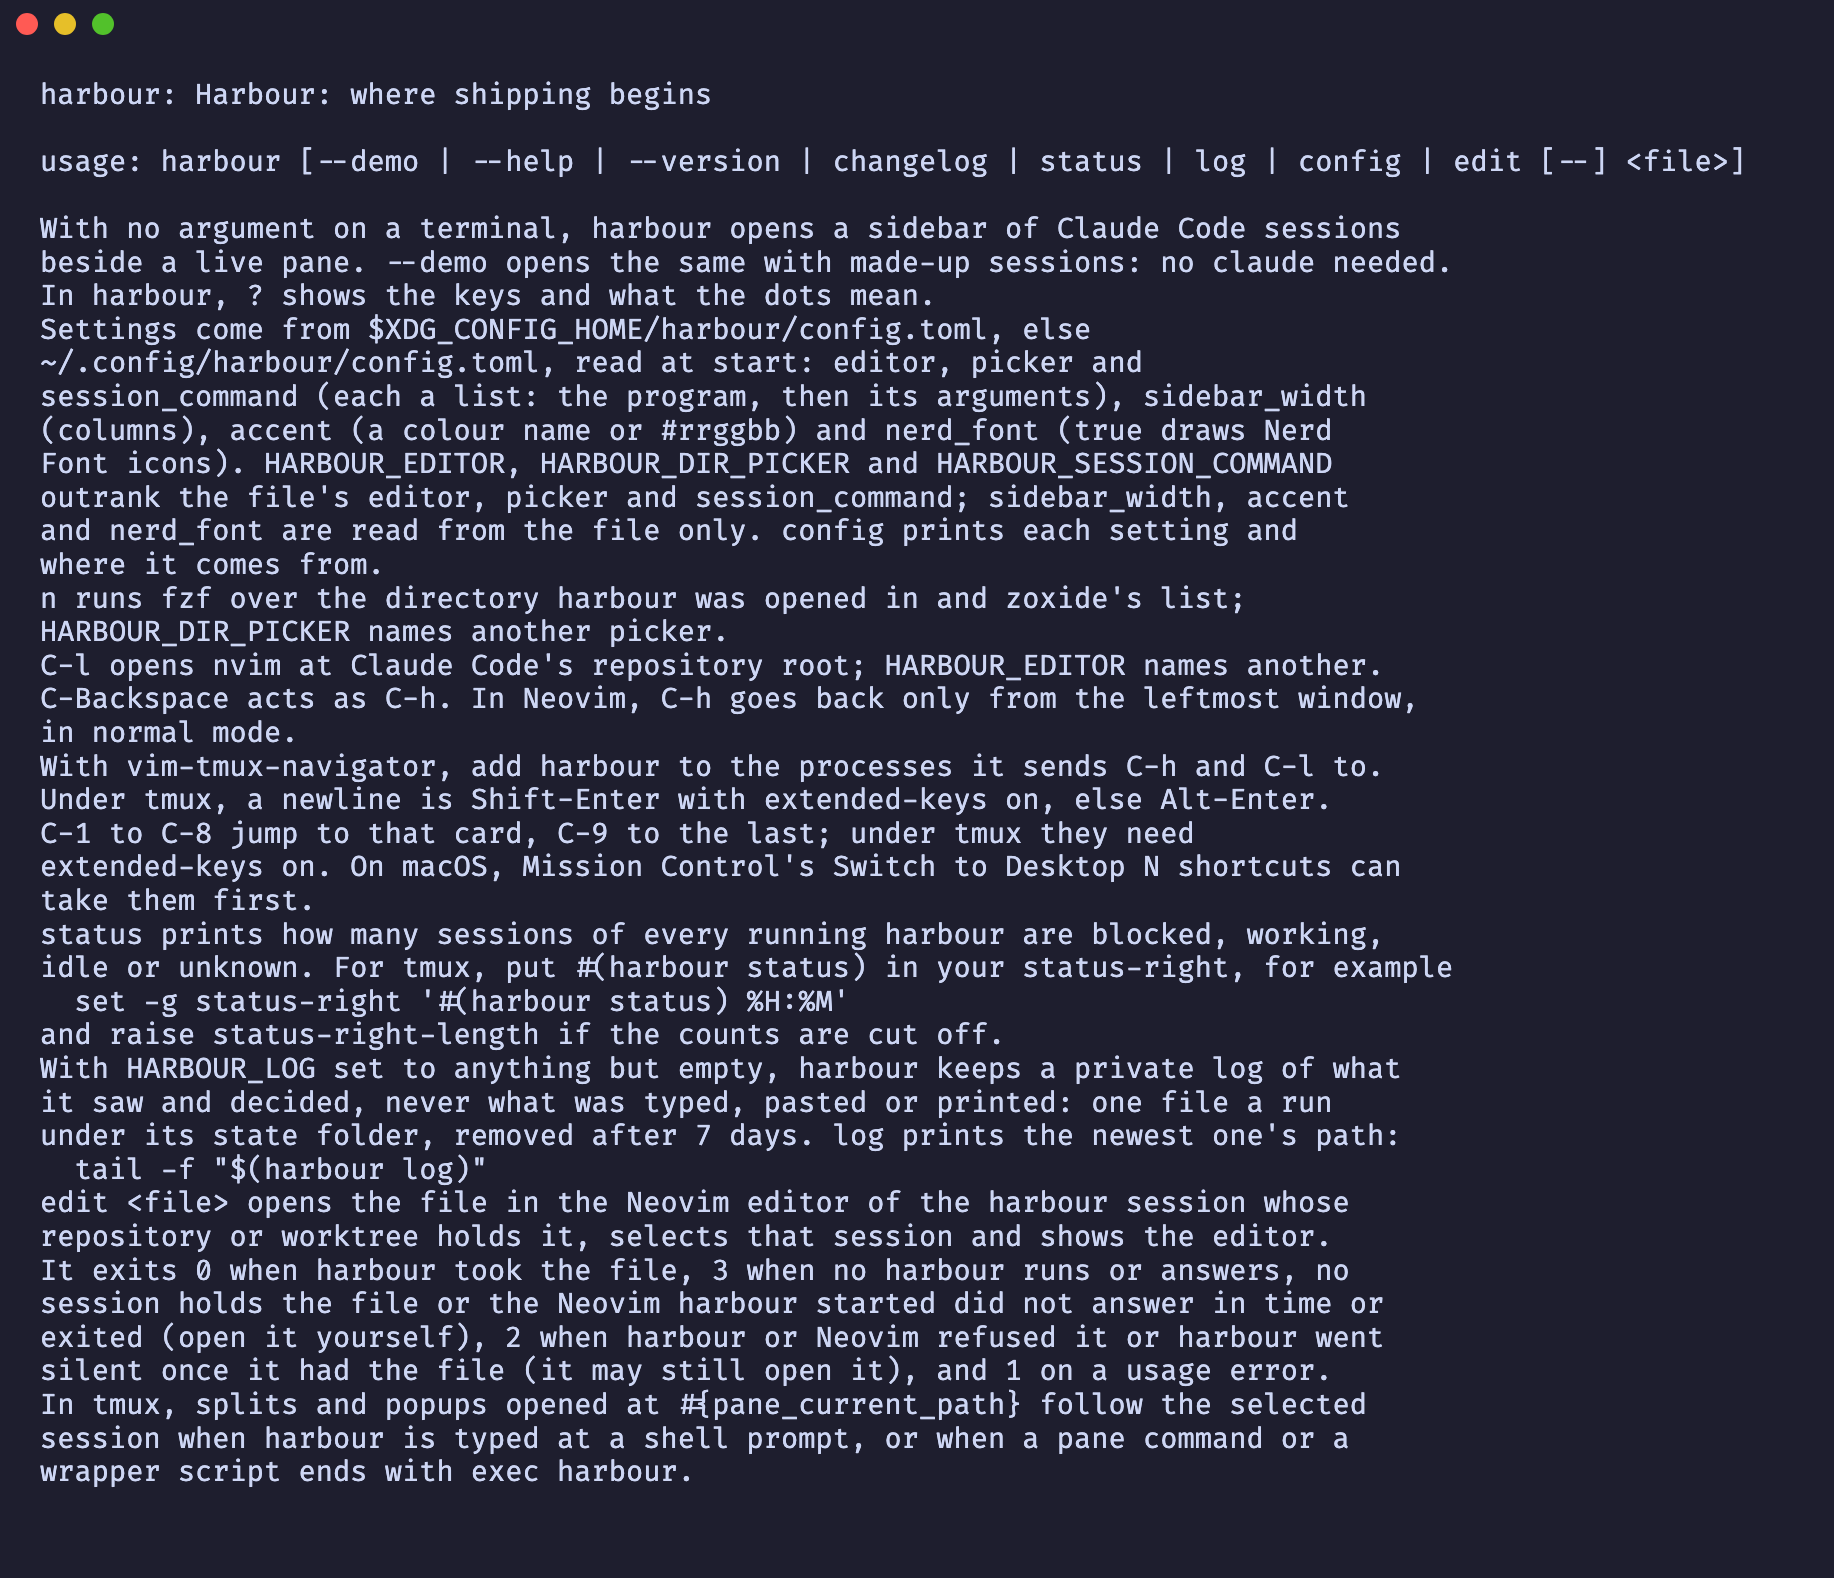 harbour: Harbour: where shipping begins

usage: harbour [--demo | --help | --version | changelog | status | log | config | edit [--] <file>]

With no argument on a terminal, harbour opens a sidebar of Claude Code sessions
beside a live pane. --demo opens the same with made-up sessions: no claude needed.
In harbour, ? shows the keys and what the dots mean.
Settings come from $XDG_CONFIG_HOME/harbour/config.toml, else
~/.config/harbour/config.toml, read at start: editor, picker and
session_command (each a list: the program, then its arguments), sidebar_width
(columns), accent (a colour name or #rrggbb) and nerd_font (true draws Nerd
Font icons). HARBOUR_EDITOR, HARBOUR_DIR_PICKER and HARBOUR_SESSION_COMMAND
outrank the file's editor, picker and session_command; sidebar_width, accent
and nerd_font are read from the file only. config prints each setting and
where it comes from.
n runs fzf over the directory harbour was opened in and zoxide's list;
HARBOUR_DIR_PICKER names another picker.
C-l opens nvim at Claude Code's repository root; HARBOUR_EDITOR names another.
C-Backspace acts as C-h. In Neovim, C-h goes back only from the leftmost window,
in normal mode.
With vim-tmux-navigator, add harbour to the processes it sends C-h and C-l to.
Under tmux, a newline is Shift-Enter with extended-keys on, else Alt-Enter.
C-1 to C-8 jump to that card, C-9 to the last; under tmux they need
extended-keys on. On macOS, Mission Control's Switch to Desktop N shortcuts can
take them first.
status prints how many sessions of every running harbour are blocked, working,
idle or unknown. For tmux, put #(harbour status) in your status-right, for example
  set -g status-right '#(harbour status) %H:%M'
and raise status-right-length if the counts are cut off.
With HARBOUR_LOG set to anything but empty, harbour keeps a private log of what
it saw and decided, never what was typed, pasted or printed: one file a run
under its state folder, removed after 7 days. log prints the newest one's path:
  tail -f "$(harbour log)"
edit <file> opens the file in the Neovim editor of the harbour session whose
repository or worktree holds it, selects that session and shows the editor.
It exits 0 when harbour took the file, 3 when no harbour runs or answers, no
session holds the file or the Neovim harbour started did not answer in time or
exited (open it yourself), 2 when harbour or Neovim refused it or harbour went
silent once it had the file (it may still open it), and 1 on a usage error.
In tmux, splits and popups opened at #{pane_current_path} follow the selected
session when harbour is typed at a shell prompt, or when a pane command or a
wrapper script ends with exec harbour.